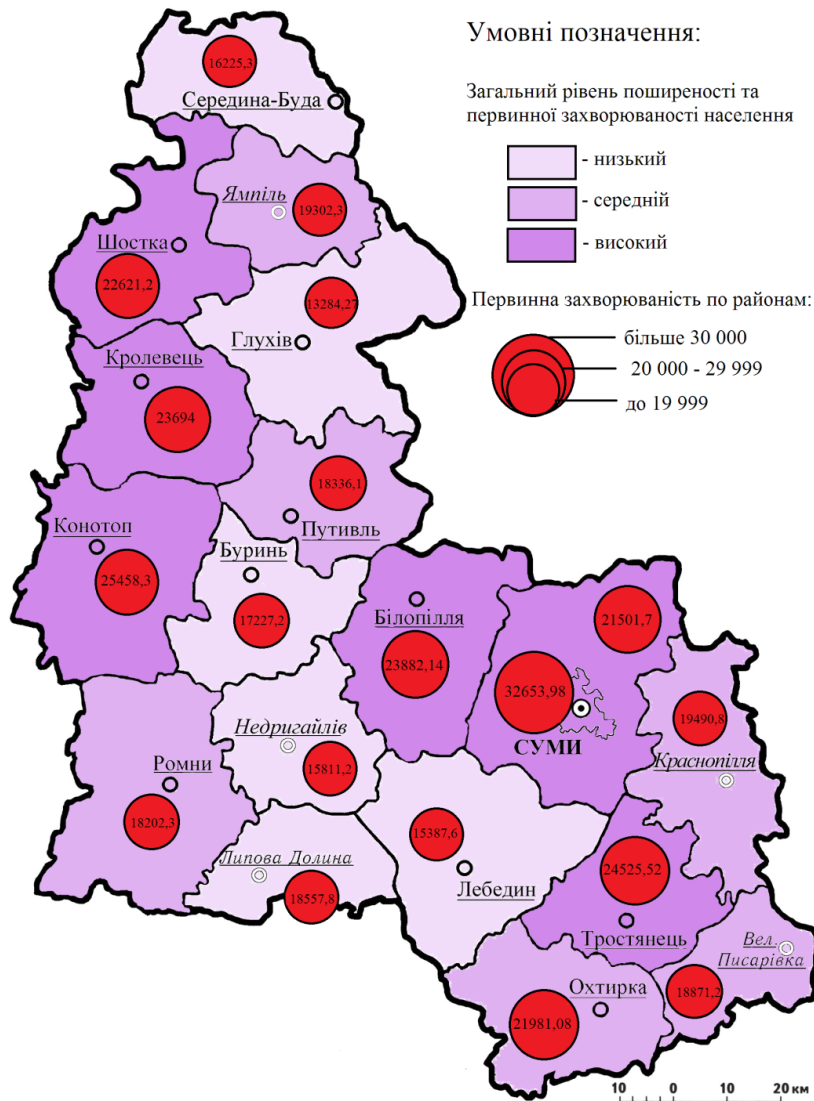 Умовні позначення:
Загальний рівень поширеності та
первинної захворюваності населення
- низький
- середній
- високий
Первинна захворюваність по районам:
більше 30 000
20 000 - 29 999
до 19 999
16225,3
Середина-Буда
Ямпіль
19302,3
Шостка
22621,2
13284,27
Глухів
Кролевець
23694
18336,1
Путивль
Конотоп
25458,3
Буринь
17227,2
Білопілля
23882,14
21501,7
32653,98
СУМИ
19490,8
Краснопілля
Недригайлів
15811,2
Ромни
18202,3
15387,6
Лебедин
Липова Долина
18557,8
24525,52
Тростянець
Вел.
Писарівка
18871,2
Охтирка
21981,08
10 0 10 20 км